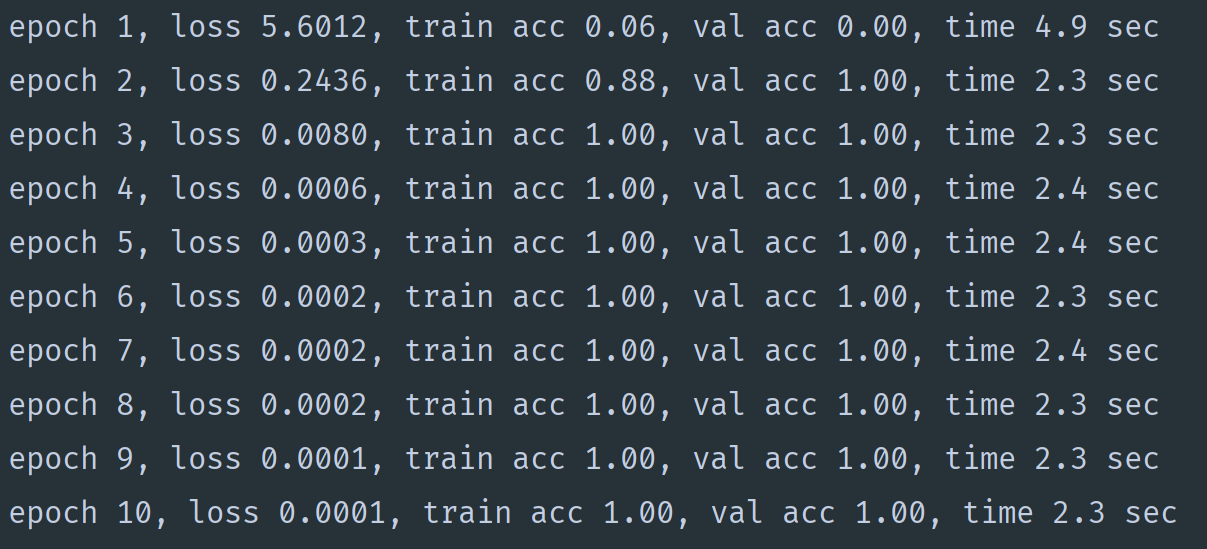 epoch 1, loss 5.6012, train acc 0.06, val acc 0.00, time 4.9 sec
epoch 2, loss 0.2436, train acc 0.88, val acc 1.00, time 2.3 sec
epoch 3, loss 0.0080, train acc 1.00, val acc 1.00, time 2.3 sec
epoch 4, loss 0.0006, train acc 1.00, val acc 1.00, time 2.4 sec
epoch 5, loss 0.0003, train acc 1.00, val acc 1.00, time 2.4 sec
epoch 6, loss 0.0002, train acc 1.00, val acc 1.00, time 2.3 sec
epoch 7, loss 0.0002, train acc 1.00, val acc 1.00, time 2.4 sec
epoch 8, loss 0.0002, train acc 1.00, val acc 1.00, time 2.3 sec
epoch 9, loss 0.0001, train acc 1.00, val acc 1.00, time 2.3 sec
epoch 10, loss 0.0001, train acc 1.00, val acc 1.00, time 2.3 sec